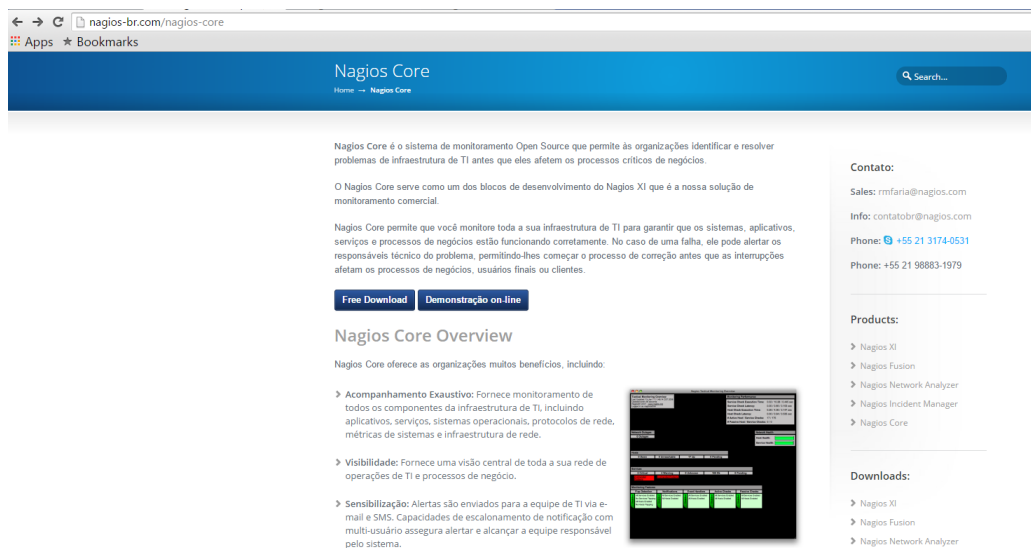 nagios-br.com/nagios-core
Apps
Bookmarks
Nagios Core
Home → Nagios Core
Search...
Nagios Core é o sistema de monitoramento Open Source que permite às organizações identificar e resolver
problemas de infraestrutura de TI antes que eles afetem os processos críticos de negócios.
O Nagios Core serve como um dos blocos de desenvolvimento do Nagios XI que é a nossa solução de
monitoramento comercial.
Nagios Core permite que você monitore toda a sua infraestrutura de TI para garantir que os sistemas, aplicativos,
serviços e processos de negócios estão funcionando corretamente. No caso de uma falha, ele pode alertar os
responsáveis técnico do problema, permitindo-lhes começar o processo de correção antes que as interrupções
afetam os processos de negócios, usuários finais ou clientes.
Free Download
Demonstração on-line
Nagios Core Overview
Nagios Core oferece as organizações muitos benefícios, incluindo:
Acompanhamento Exaustivo: Fornece monitoramento de
todos os componentes da infraestrutura de TI, incluindo
aplicativos, serviços, sistemas operacionais, protocolos de rede,
métricas de sistemas e infraestrutura de rede.
Visibilidade: Fornece uma visão central de toda a sua rede de
operações de TI e processos de negócio.
Sensibilização: Alertas são enviados para a equipe de TI via e-
mail e SMS. Capacidades de escalonamento de notificação com
multi-usuário assegura alertar e alcançar a equipe responsável
pelo sistema.
Contato:
Sales: rmfaria@nagios.com
Info: contatobr@nagios.com
Phone: +55 21 3174-0531
Phone: +55 21 98883-1979
Products:
Nagios XI
Nagios Fusion
Nagios Network Analyzer
Nagios Incident Manager
Nagios Core
Downloads:
Nagios XI
Nagios Fusion
Nagios Network Analyzer